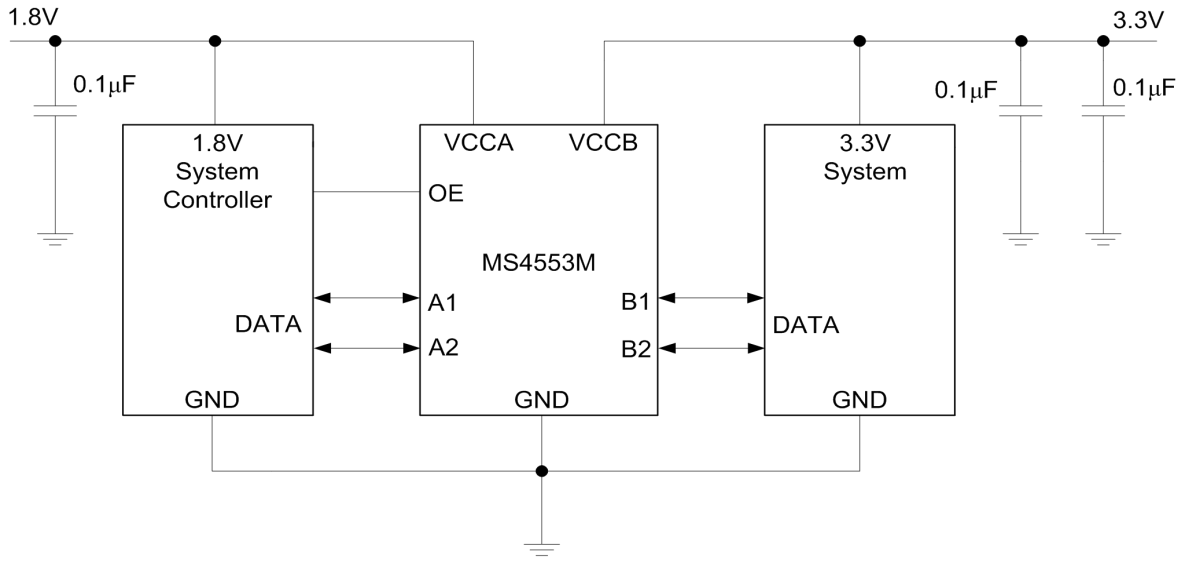 1.8V
3.3V
0.1μF
0.1μF
0.1μF
1.8V
System
Controller
VCCA
VCCB
3.3V
System
OE
MS4553M
A1
B1
DATA
DATA
A2
B2
GND
GND
GND